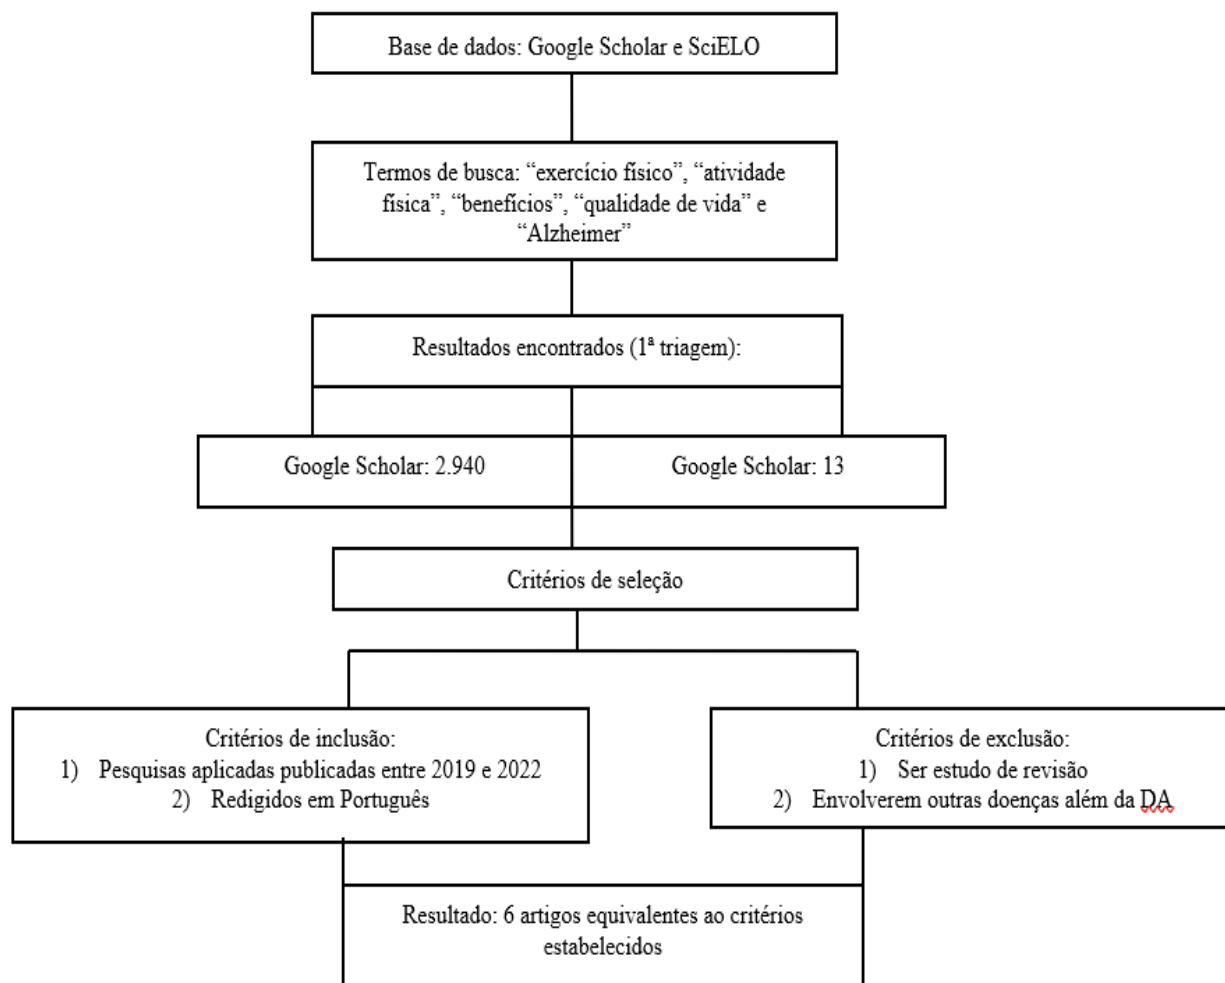 Base de dados: Google Scholar e SciELO
Termos de busca: “exercício físico”, “atividade
física”, “benefícios”, “qualidade de vida” e
“Alzheimer”
Resultados encontrados (1ª triagem):
Google Scholar: 2.940
Google Scholar: 13
Critérios de seleção
Critérios de inclusão:
1) Pesquisas aplicadas publicadas entre 2019 e 2022
2) Redigidos em Português
Critérios de exclusão:
1) Ser estudo de revisão
2) Envolverem outras doenças além da DA
Resultado: 6 artigos equivalentes ao critérios
estabelecidos